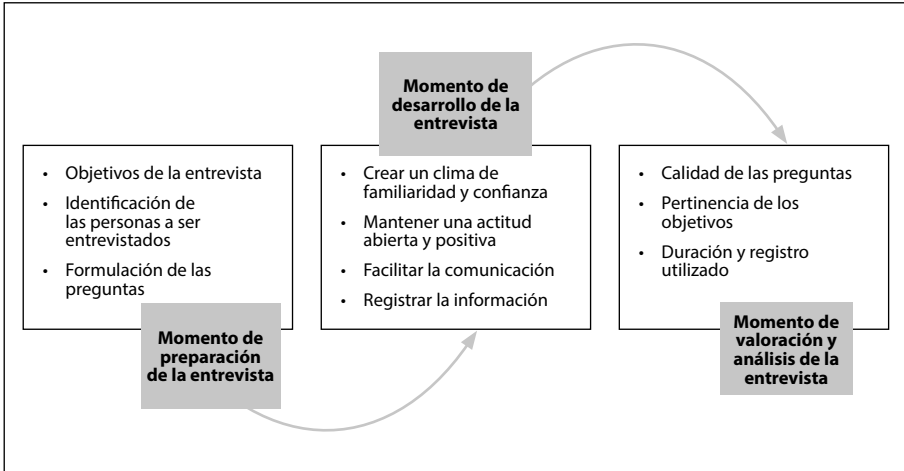 • Objetivos de la entrevista
• Identificación de
las personas a ser
entrevistados
• Formulación de las
preguntas
Momento de
preparación
de la entrevista
Momento de
desarrollo de la
entrevista
• Crear un clima de
familiaridad y confianza
• Mantener una actitud
abierta y positiva
• Facilitar la comunicación
• Registrar la información
• Calidad de las preguntas
• Pertinencia de los
objetivos
• Duración y registro
utilizado
Momento de
valoración y
análisis de la
entrevista